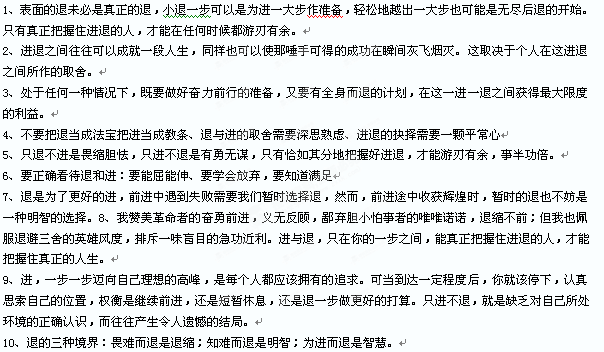 1、表面的退未必是真正的退，小退一步可以是为进一大步作准备，轻松地越出一大步也可能是无尽后退的开始。
只有真正把握住进退的人，才能在任何时候都游刃有余。
2、进退之间往往可以成就一段人生，同样也可以使那唾手可得的成功在瞬间灰飞烟灭。这取决于个人在这进退
之间所作的取舍。
3、处于任何一种情况下，既要做好奋力前行的准备，又要有全身而退的计划，在这一进一退之间获得最大限度
的利益。
4、不要把退当成法宝把进当成教条、退与进的取舍需要深思熟虑、进退的抉择需要一颗平常心
5、只退不进是畏缩胆怯，只进不退是有勇无谋，只有恰如其分地把握好进退，才能游刃有余，事半功倍。
6、要正确看待退和进：要能屈能伸、要学会放弃，要知道满足
7、退是为了更好的进，前进中遇到失败需要我们暂时选择退，然而，前进途中收获辉煌时，暂时的退也不妨是
一种明智的选择。8、我赞美革命者的奋勇前进，义无反顾，鄙弃胆小怕事者的唯唯诺诺，退缩不前；但我也佩
服退避三舍的英雄风度，排斥一味盲目的急功近利。进与退，只在你的一步之间，能真正把握住进退的人，才能
把握住真正的人生。
9、进，一步一步迈向自己理想的高峰，是每个人都应该拥有的追求。可当到达一定程度后，你就该停下，认真
思索自己的位置，权衡是继续前进，还是短暂休息，还是退一步做更好的打算。只进不退，就是缺乏对自己所处
环境的正确认识，而往往产生令人遗憾的结局。
10、退的三种境界：畏难而退是退缩；知难而退是明智；为进而退是智慧。